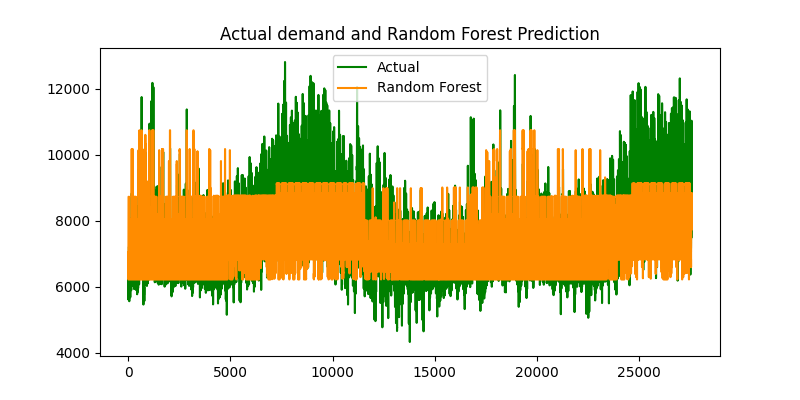 Actual demand and Random Forest Prediction
Actual
Random Forest
12000
10000
8000
6000
4000
0 5000 10000 15000 20000 25000